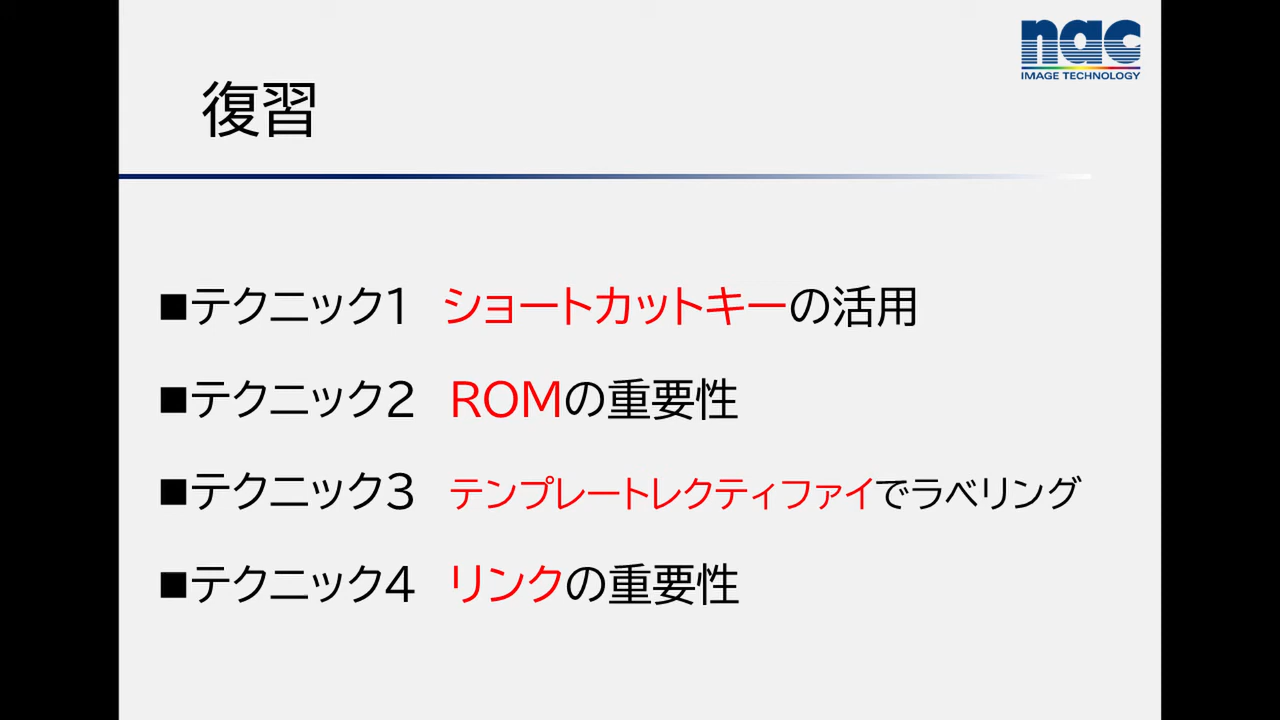 nac
IMAGE TECHNOLOGY
復習
■テクニック1 ショートカットキーの活用
■テクニック2 ROMの重要性
■テクニック3 テンプレートレクティファイでラベリング
■テクニック4 リンクの重要性